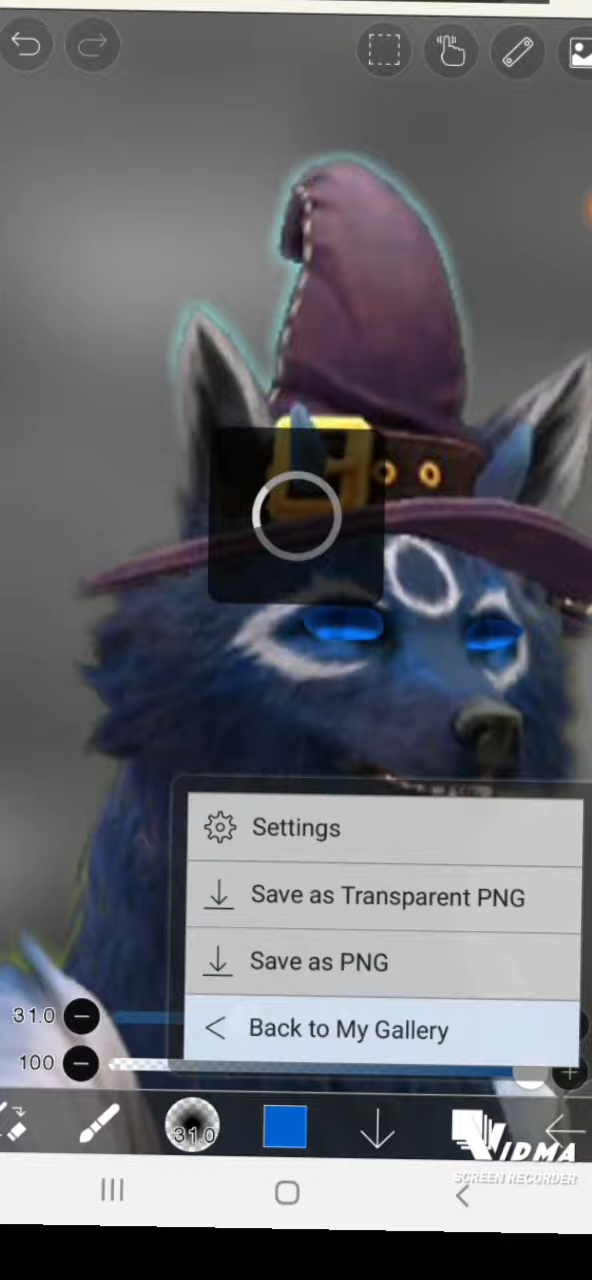 Settings
Save as Transparent PNG
Save as PNG
Back to My Gallery
31.0
100
31.0
VIDMA
SCREEN RECORDER